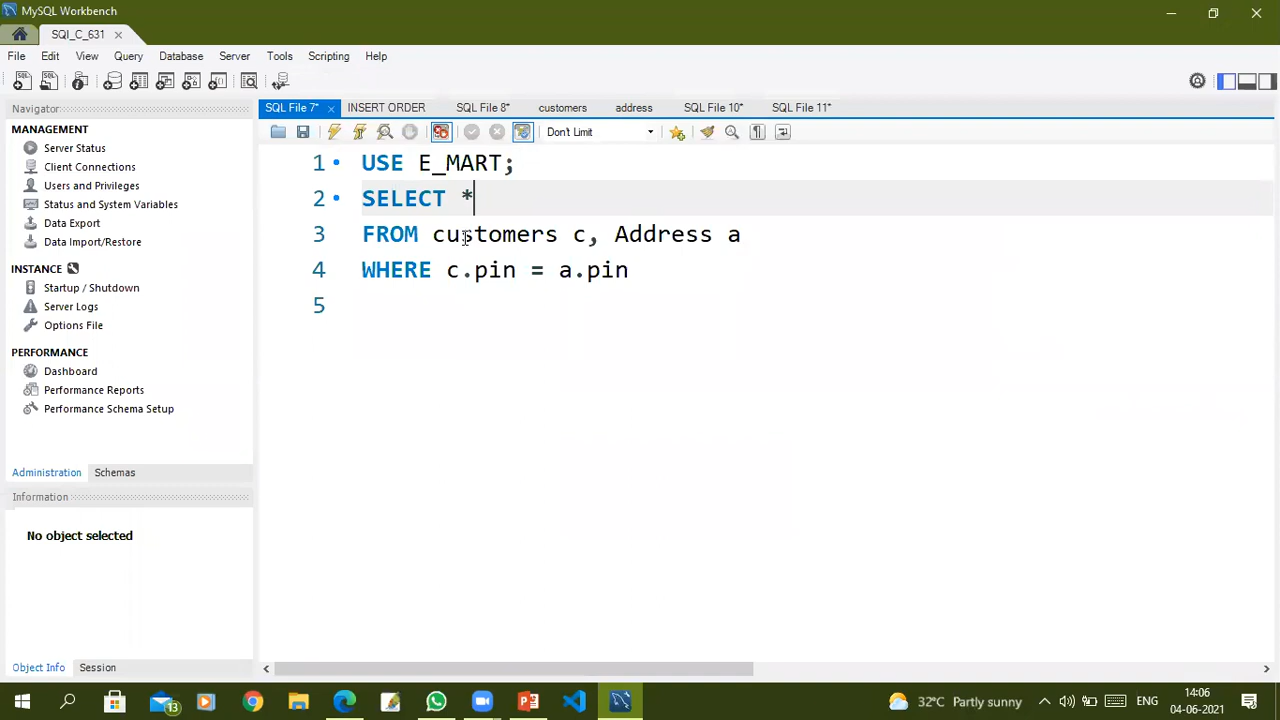 MySQL Workbench
SQl_C_631
File Edit View Query Database Server Tools Scripting Help
Navigator
SQL File 7* INSERT ORDER SQL File 8* customers address SQL File 10* SQL File 11*
MANAGEMENT
Server Status
Client Connections
Users and Privileges
Status and System Variables
Data Export
Data Import/Restore
INSTANCE
Startup / Shutdown
Server Logs
Options File
PERFORMANCE
Dashboard
Performance Reports
Performance Schema Setup
Administration Schemas
Information
No object selected
Object Info Session
Don't Limit
1 USE E_MART;
2 SELECT *
3 FROM customers c, Address a
4 WHERE c.pin = a.pin
5
13
32°C Partly sunny
ENG
14:06
04-06-2021